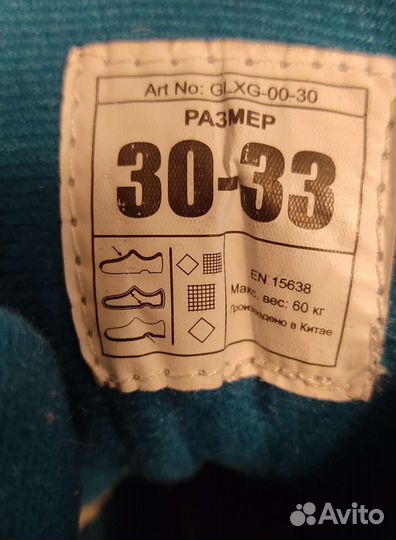 Art No: GLXG-00-30
РАЗМЕР
30-33
EN 15638
Макс. вес: 60 кг
Произведено в Китае
Avito